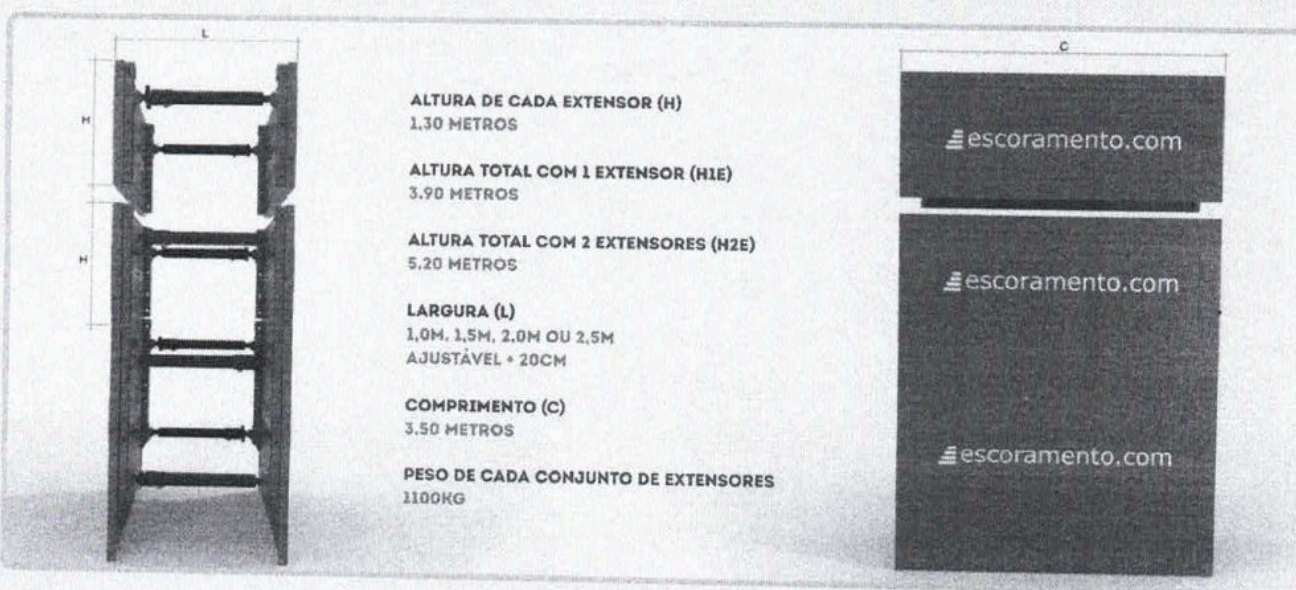 L
H
H
ALTURA DE CADA EXTENSOR (H)
1,30 METROS
ALTURA TOTAL COM 1 EXTENSOR (H1E)
3.90 METROS
ALTURA TOTAL COM 2 EXTENSORES (H2E)
5.20 METROS
LARGURA (L)
1,0M, 1,5M, 2.0M OU 2,5M
AJUSTÁVEL + 20CM
COMPRIMENTO (C)
3.50 METROS
PESO DE CADA CONJUNTO DE EXTENSORES
1100KG
C
escoramento.com
escoramento.com
escoramento.com